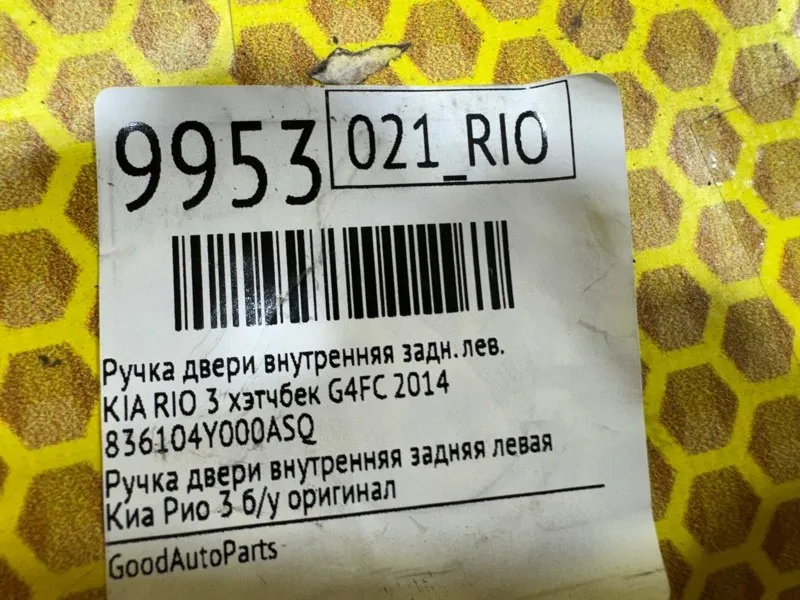 9953 021_RIO
Ручка двери внутренняя задн.лев.
KIA RIO 3 хэтчбек G4FC 2014
836104Y000ASQ
Ручка двери внутренняя задняя левая
Киа Рио 3 б/у оригинал
GoodAutoParts